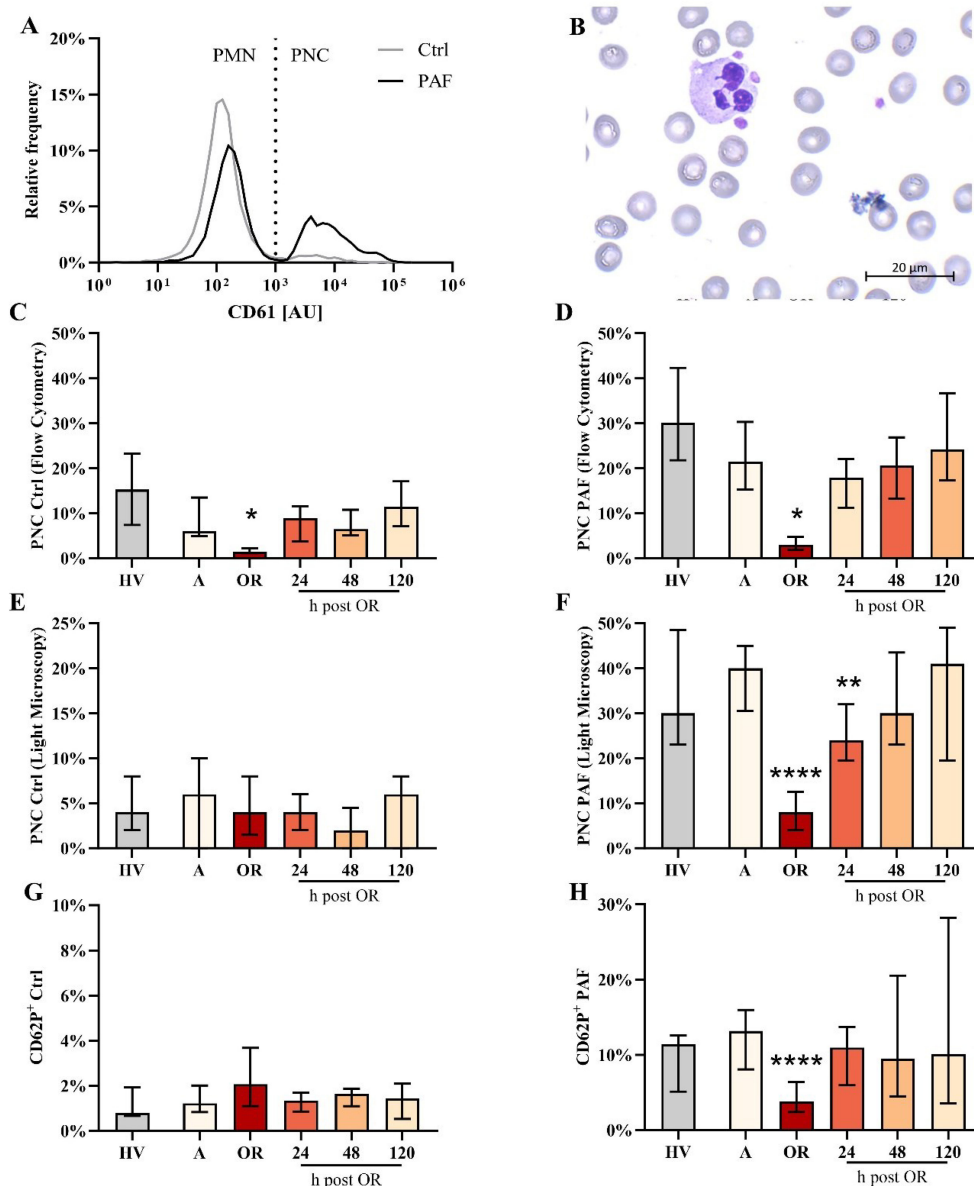 A
20%
15%
10%
5%
0%
Relative frequency
PMN
PNC
Ctrl
PAF
10⁰ 10¹ 10² 10³ 10⁴ 10⁵ 10⁶
CD61 [AU]
B
20 µm
C
50%
40%
30%
20%
10%
0%
PNC Ctrl (Flow Cytometry)
*
HV A OR 24 48 120
h post OR
D
50%
40%
30%
20%
10%
0%
PNC PAF (Flow Cytometry)
*
HV A OR 24 48 120
h post OR
E
25%
20%
15%
10%
5%
0%
PNC Ctrl (Light Microscopy)
HV A OR 24 48 120
h post OR
F
50%
40%
30%
20%
10%
0%
PNC PAF (Light Microscopy)
****
**
HV A OR 24 48 120
h post OR
G
10%
8%
6%
4%
2%
0%
CD62P⁺ Ctrl
HV A OR 24 48 120
h post OR
H
30%
20%
10%
0%
CD62P⁺ PAF
****
HV A OR 24 48 120
h post OR